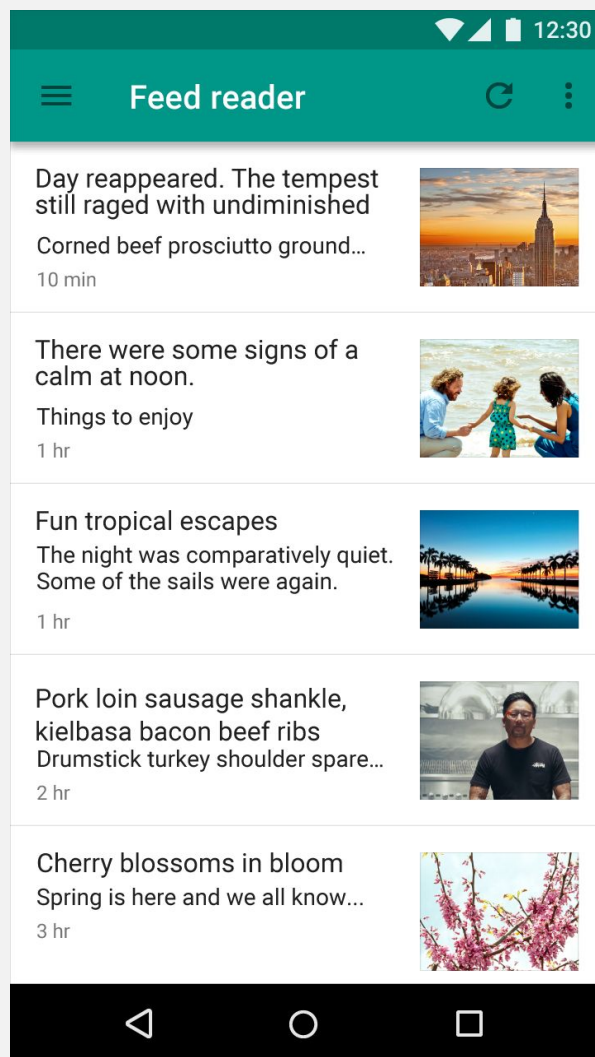 12:30
Feed reader
Day reappeared. The tempest
still raged with undiminished
Corned beef prosciutto ground...
10 min
There were some signs of a
calm at noon.
Things to enjoy
1 hr
Fun tropical escapes
The night was comparatively quiet.
Some of the sails were again.
1 hr
Pork loin sausage shankle,
kielbasa bacon beef ribs
Drumstick turkey shoulder spare...
2 hr
Cherry blossoms in bloom
Spring is here and we all know...
3 hr